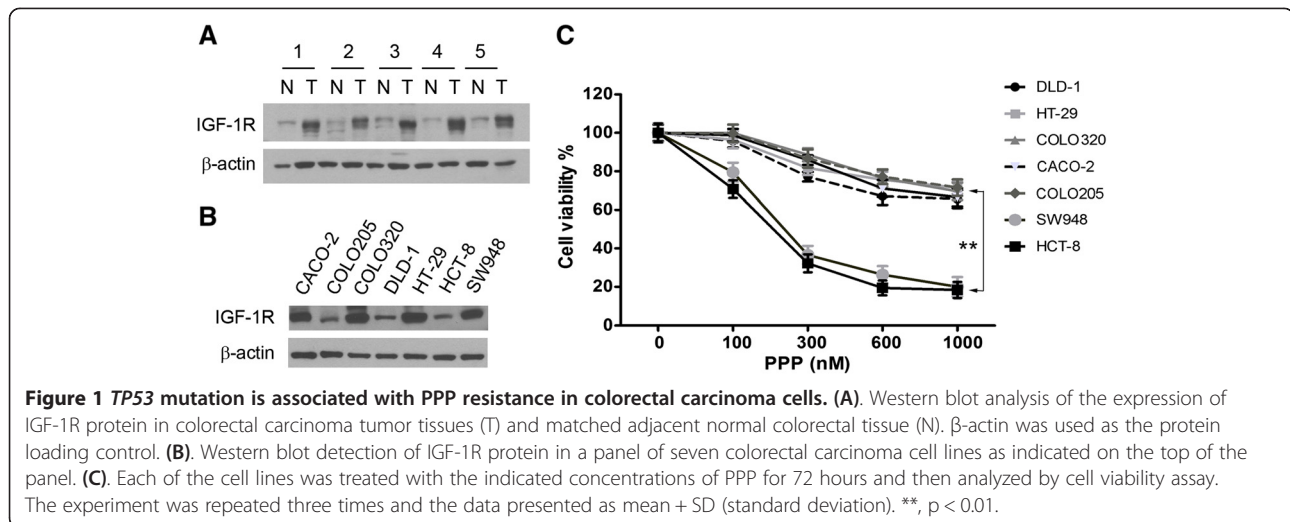 A
1 2 3 4 5
N T N T N T N T N T
IGF-1R
β-actin
B
CACO-2
COLO205
COLO320
DLD-1
HT-29
HCT-8
SW948
IGF-1R
β-actin
C
120
100
80
60
40
20
0
Cell viability %
0 100 300 600 1000
PPP (nM)
**
DLD-1
HT-29
COLO320
CACO-2
COLO205
SW948
HCT-8
Figure 1 TP53 mutation is associated with PPP resistance in colorectal carcinoma cells. (A). Western blot analysis of the expression of
IGF-1R protein in colorectal carcinoma tumor tissues (T) and matched adjacent normal colorectal tissue (N). β-actin was used as the protein
loading control. (B). Western blot detection of IGF-1R protein in a panel of seven colorectal carcinoma cell lines as indicated on the top of the
panel. (C). Each of the cell lines was treated with the indicated concentrations of PPP for 72 hours and then analyzed by cell viability assay.
The experiment was repeated three times and the data presented as mean + SD (standard deviation). **, p < 0.01.